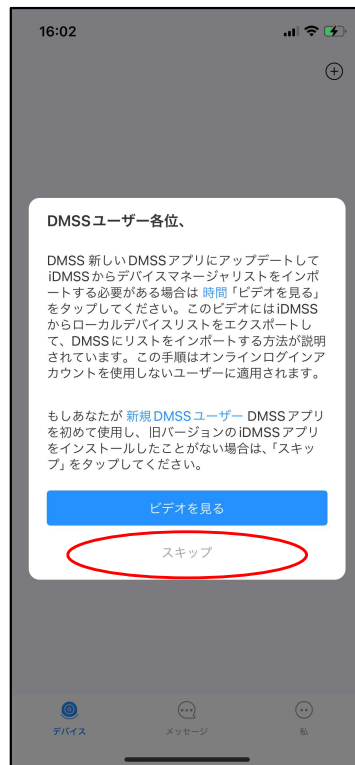 16:02
DMSSユーザー各位、
DMSS 新しいDMSSアプリにアップデートして
iDMSSからデバイスマネージャリストをインポ
ートする必要がある場合は 時間「ビデオを見る」
をタップしてください。このビデオにはiDMSS
からローカルデバイスリストをエクスポートし
て、DMSSにリストをインポートする方法が説明
されています。この手順はオンラインログインア
カウントを使用しないユーザーに適用されます。
もしあなたが 新規DMSSユーザー DMSSアプリ
を初めて使用し、旧バージョンのiDMSSアプリ
をインストールしたことがない場合は、「スキッ
プ」をタップしてください。
ビデオを見る
スキップ
デバイス
メッセージ
私